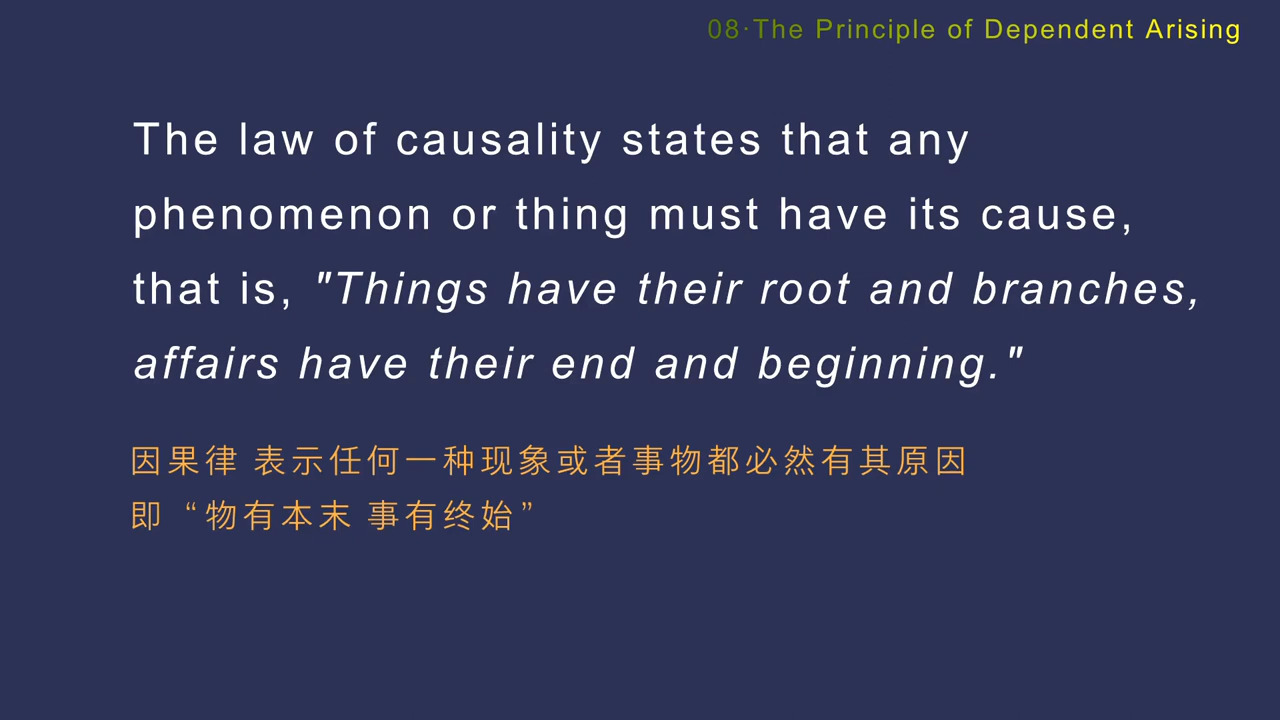 08·The Principle of Dependent Arising
The law of causality states that any
phenomenon or thing must have its cause,
that is, "Things have their root and branches,
affairs have their end and beginning."
因果律 表示任何一种现象或者事物都必然有其原因
即“物有本末 事有终始”